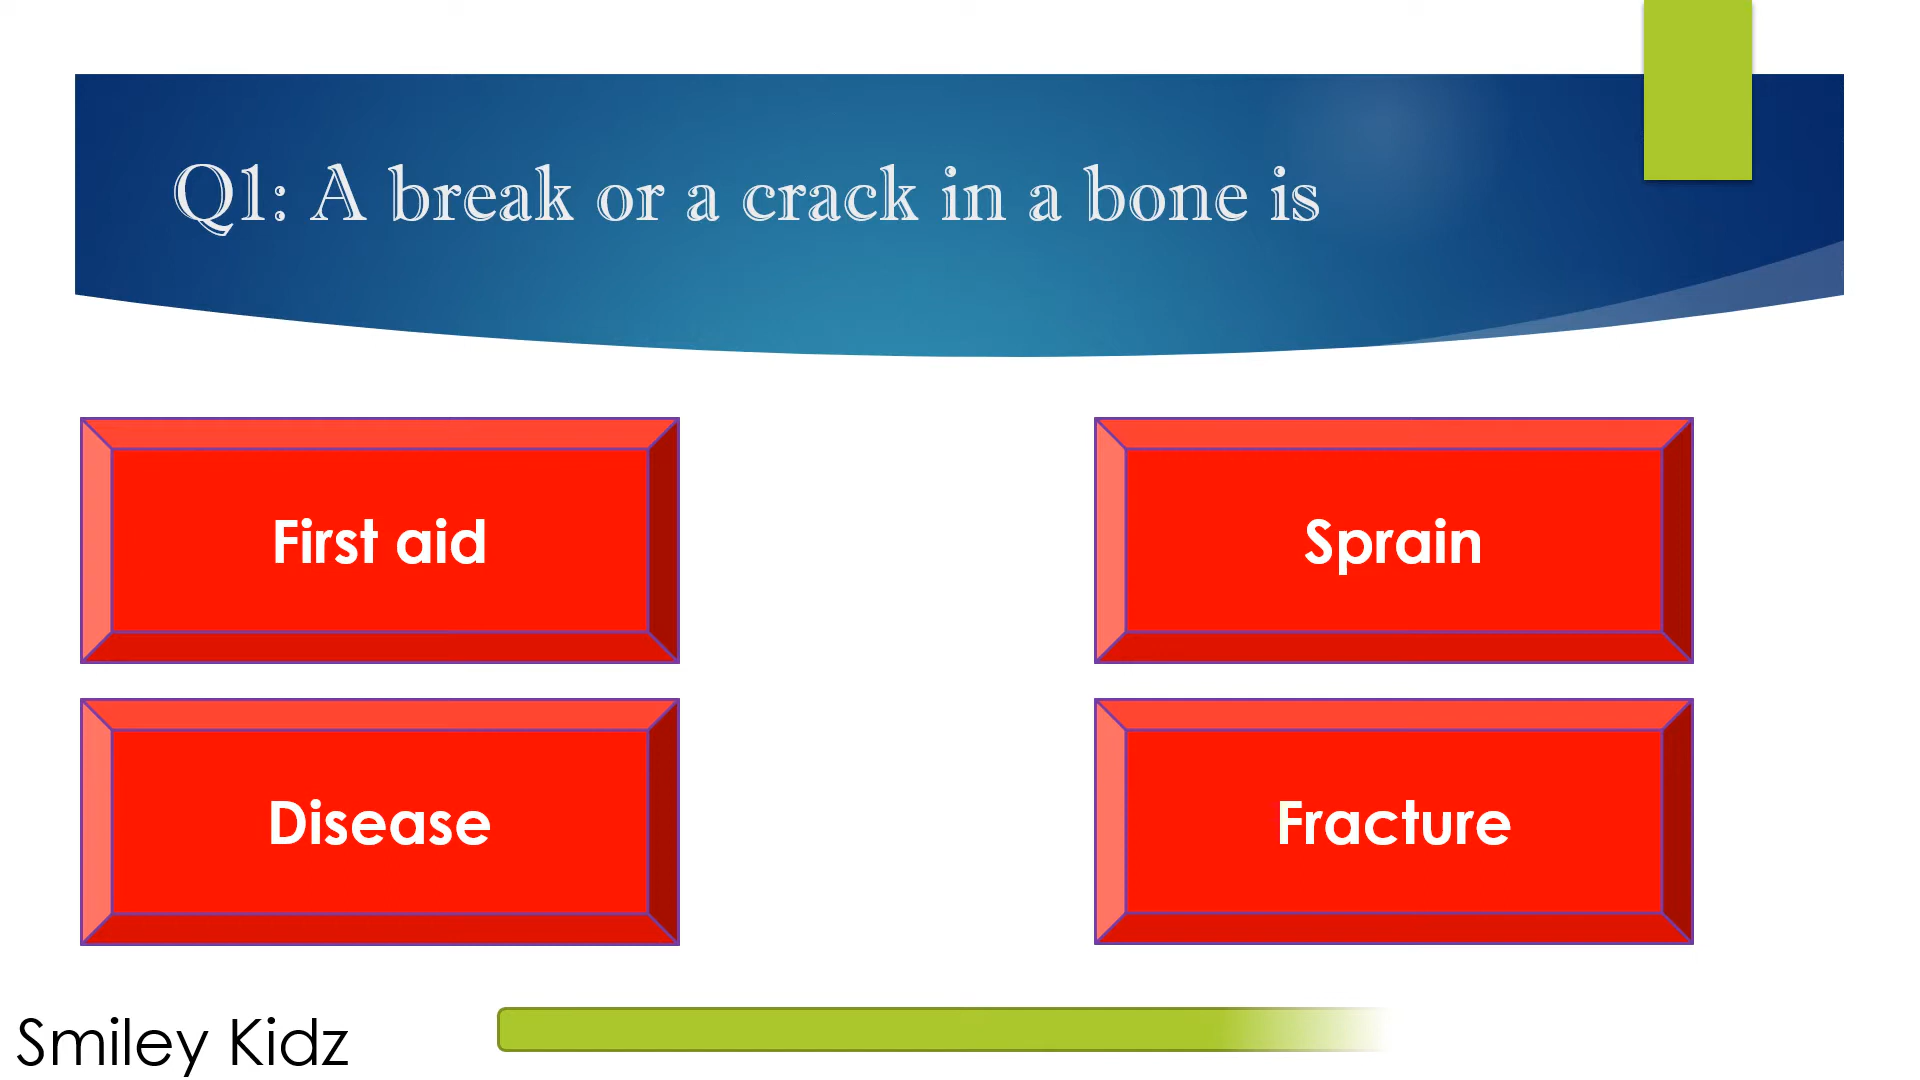 Q1: A break or a crack in a bone is
First aid
Sprain
Disease
Fracture
Smiley Kidz